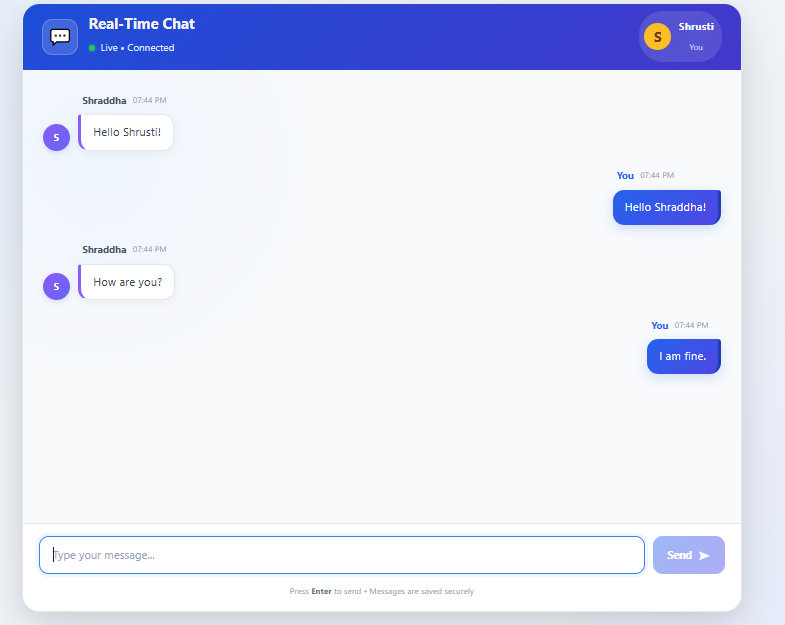 Real-Time Chat
Live • Connected
S
Shrusti
You
Shraddha 07:44 PM
S
Hello Shrusti!
You 07:44 PM
Hello Shraddha!
Shraddha 07:44 PM
S
How are you?
You 07:44 PM
I am fine.
Type your message...
Send ➤
Press Enter to send • Messages are saved securely